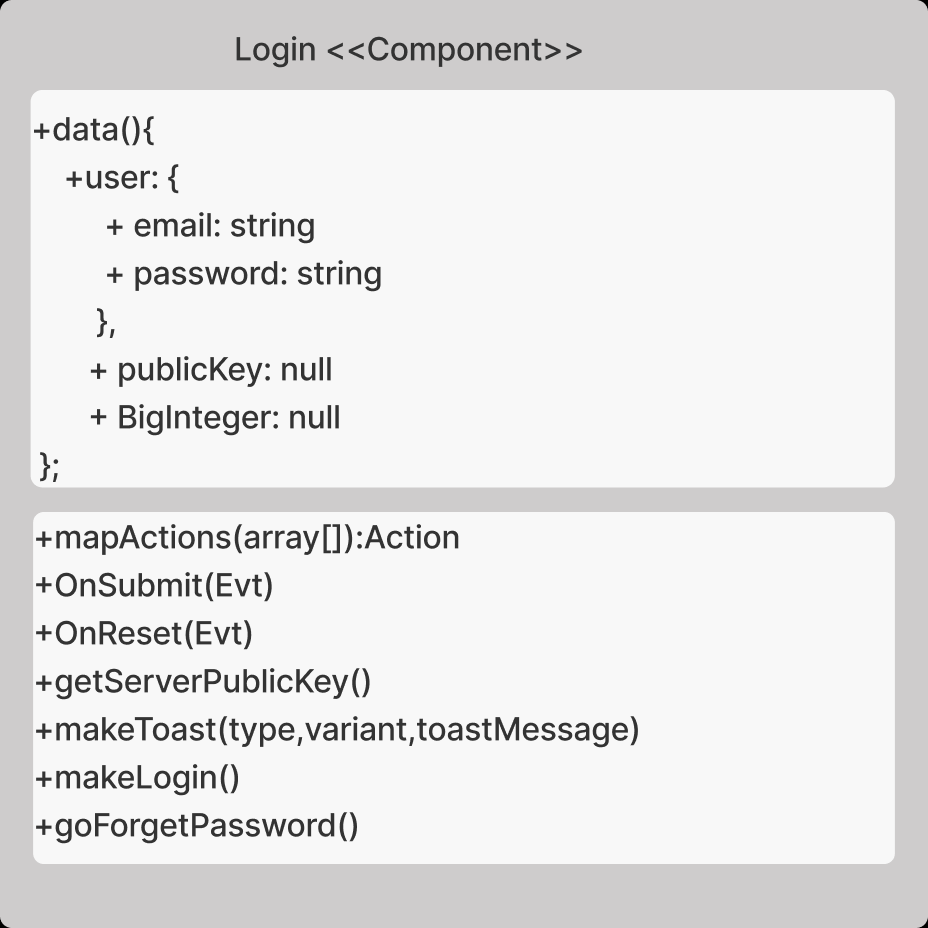 Login <<Component>>
+data(){
+user: {
+ email: string
+ password: string
},
+ publicKey: null
+ BigInteger: null
};
+mapActions(array[]):Action
+OnSubmit(Evt)
+OnReset(Evt)
+getServerPublicKey()
+makeToast(type,variant,toastMessage)
+makeLogin()
+goForgetPassword()